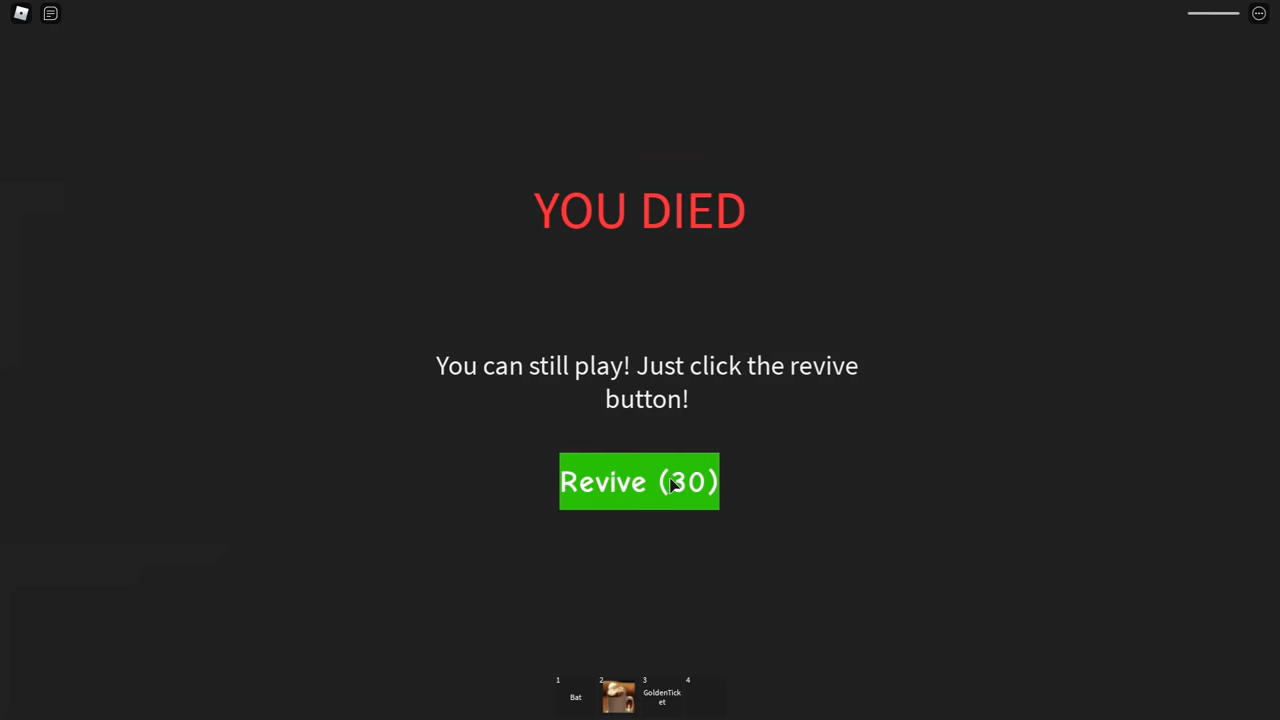 YOU DIED
You can still play! Just click the revive
button!
Revive (30)
1
2
3
4
Bat
GoldenTick
et